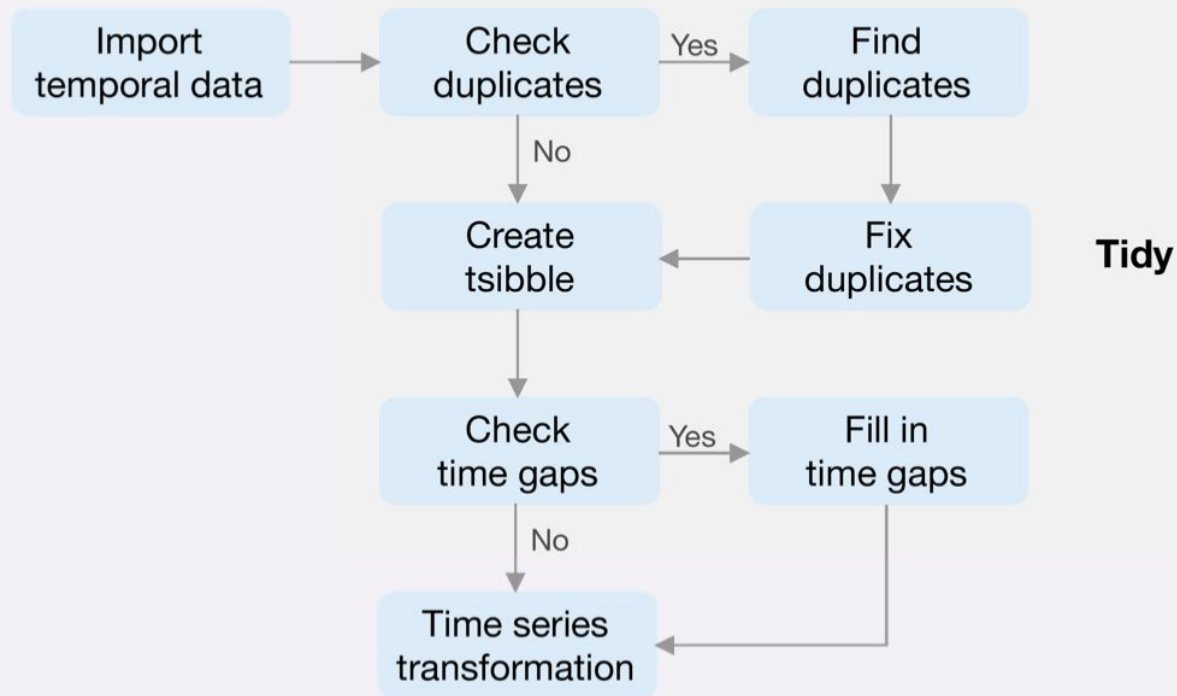 Import
temporal data
Check
duplicates
Yes
Find
duplicates
No
Create
tsibble
Fix
duplicates
Tidy
Check
time gaps
Yes
Fill in
time gaps
No
Time series
transformation